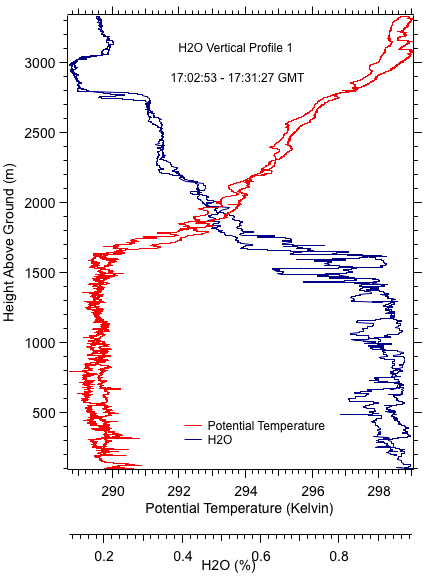 H2O Vertical Profile 1
17:02:53 - 17:31:27 GMT
Height Above Ground (m)
3000
2500
2000
1500
1000
500
Potential Temperature
H2O
290 292 294 296 298
Potential Temperature (Kelvin)
0.2 0.4 0.6 0.8
H2O (%)